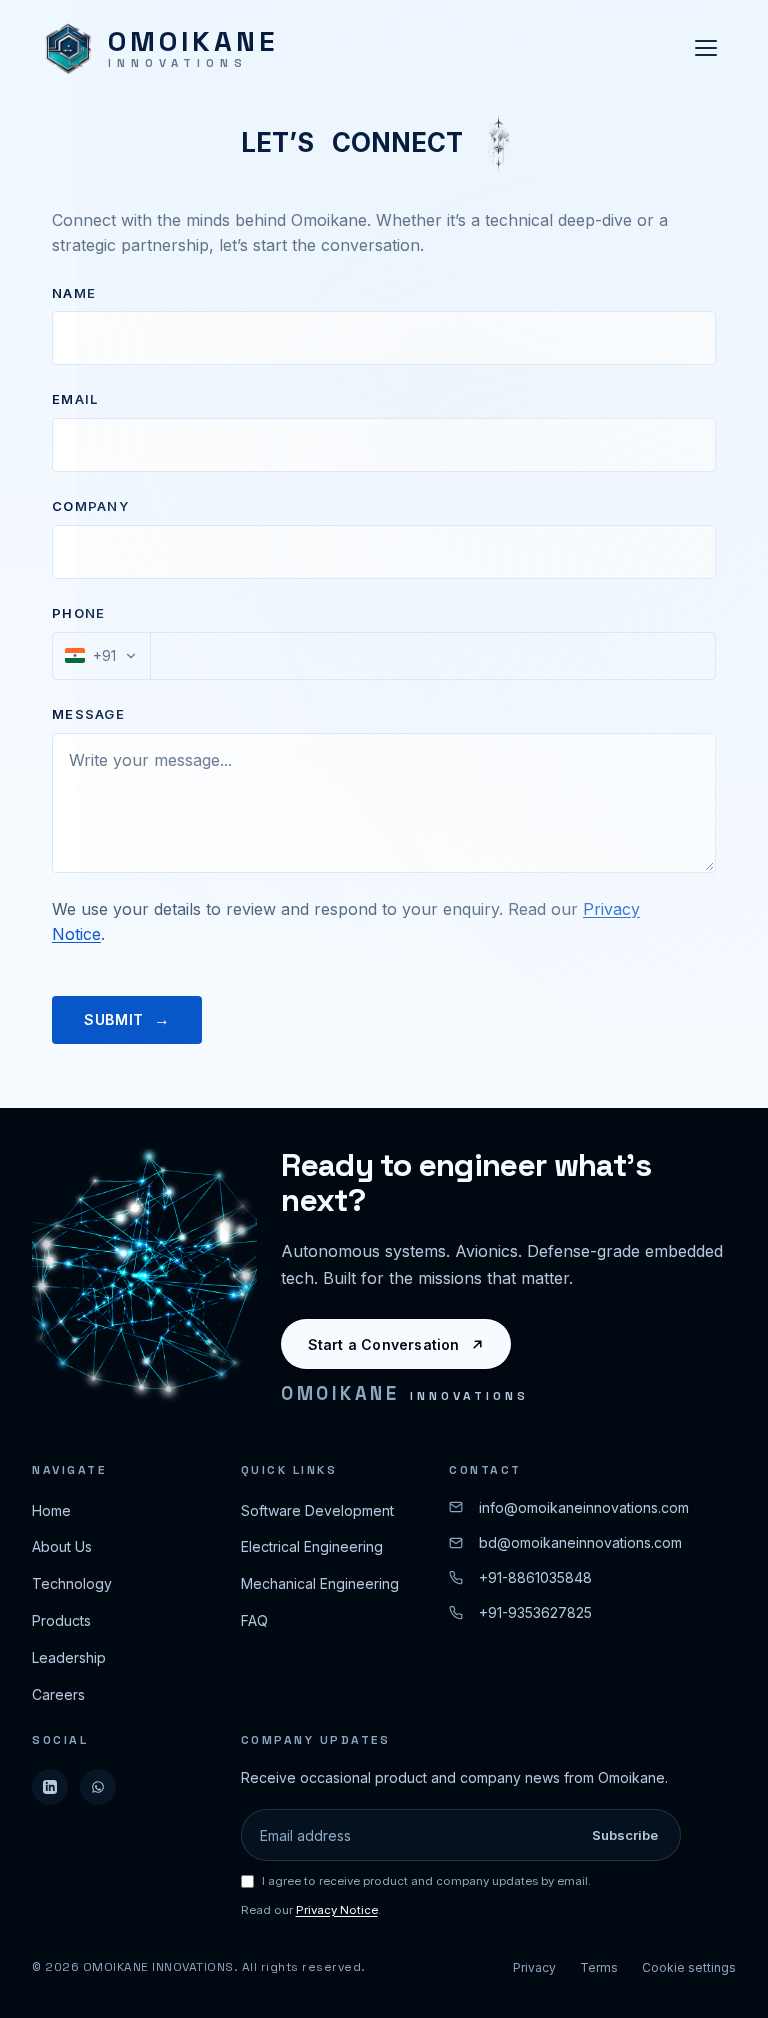 OMOIKANE
INNOVATIONS
LET’S CONNECT
Connect with the minds behind Omoikane. Whether it’s a technical deep-dive or a
strategic partnership, let’s start the conversation.
NAME
EMAIL
COMPANY
PHONE
+91
MESSAGE
Write your message...
We use your details to review and respond to your enquiry. Read our Privacy
Notice.
SUBMIT →
Ready to engineer what’s
next?
Autonomous systems. Avionics. Defense-grade embedded
tech. Built for the missions that matter.
Start a Conversation
OMOIKANE INNOVATIONS
NAVIGATE
Home
About Us
Technology
Products
Leadership
Careers
QUICK LINKS
Software Development
Electrical Engineering
Mechanical Engineering
FAQ
CONTACT
info@omoikaneinnovations.com
bd@omoikaneinnovations.com
+91-8861035848
+91-9353627825
SOCIAL
in
COMPANY UPDATES
Receive occasional product and company news from Omoikane.
Email address
Subscribe
I agree to receive product and company updates by email.
Read our Privacy Notice.
© 2026 OMOIKANE INNOVATIONS. All rights reserved.
Privacy
Terms
Cookie settings